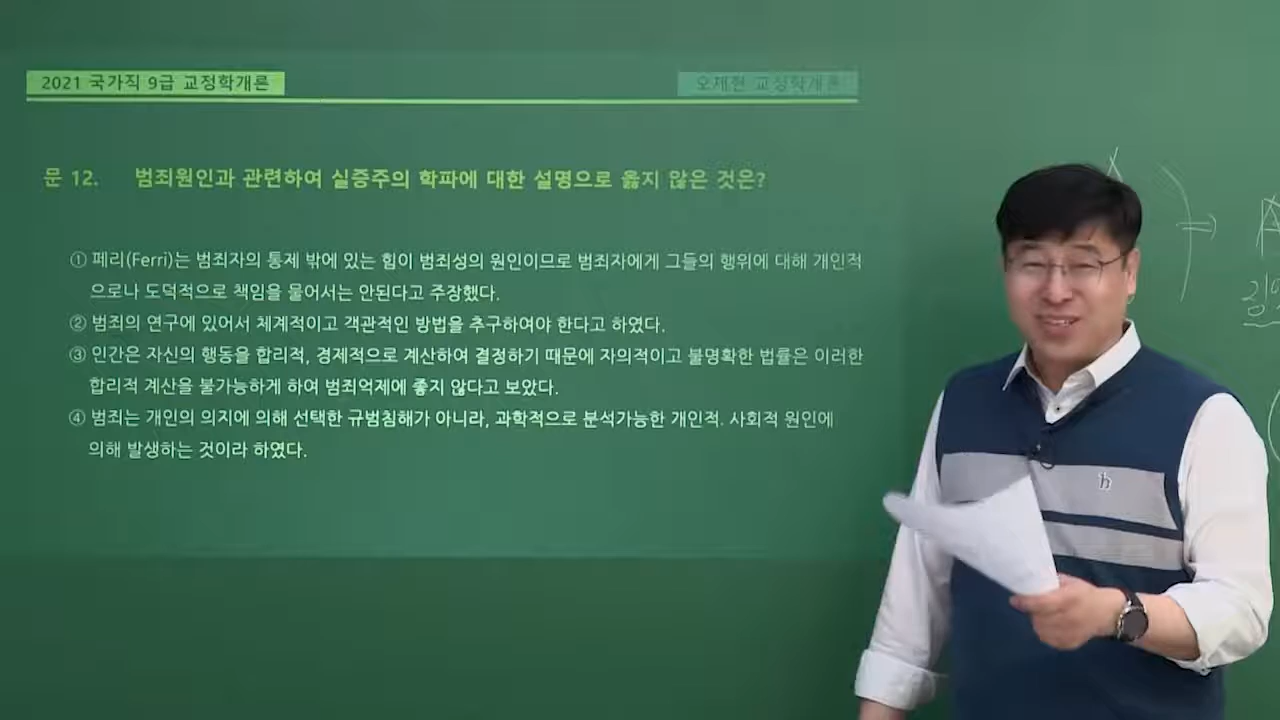 2021 국가직 9급 교정학개론
오재현 교정학개론
문 12. 범죄원인과 관련하여 실증주의 학파에 대한 설명으로 옳지 않은 것은?
① 페리(Ferri)는 범죄자의 통제 밖에 있는 힘이 범죄성의 원인이므로 범죄자에게 그들의 행위에 대해 개인적
으로나 도덕적으로 책임을 물어서는 안된다고 주장했다.
② 범죄의 연구에 있어서 체계적이고 객관적인 방법을 추구하여야 한다고 하였다.
③ 인간은 자신의 행동을 합리적, 경제적으로 계산하여 결정하기 때문에 자의적이고 불명확한 법률은 이러한
합리적 계산을 불가능하게 하여 범죄억제에 좋지 않다고 보았다.
④ 범죄는 개인의 의지에 의해 선택한 규범침해가 아니라, 과학적으로 분석가능한 개인적. 사회적 원인에
의해 발생하는 것이라 하였다.
h